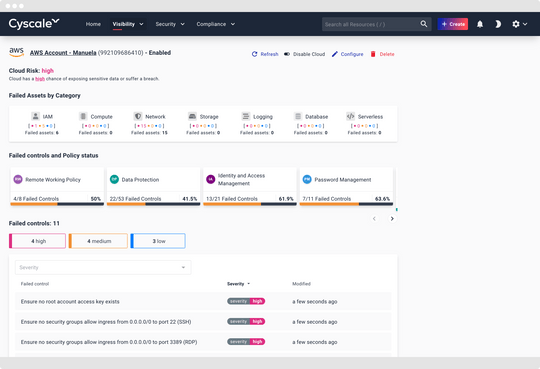 Cyscale
Home
Visibility
Security
Compliance
Search all Resources ( / )
+ Create
aws
AWS Account - Manuela (992109686410) - Enabled
Refresh
Disable Cloud
Configure
Delete
Cloud Risk: high
Cloud has a high chance of exposing sensitive data or suffer a breach.
Failed Assets by Category
IAM
Compute
Network
Storage
Logging
Database
Serverless
Failed assets: 6
Failed assets: 0
Failed assets: 15
Failed assets: 0
Failed assets: 0
Failed assets: 0
Failed assets: 0
Failed controls and Policy status
Remote Working Policy
4/8 Failed Controls 50%
Data Protection
22/53 Failed Controls 41.5%
Identity and Access
Management
13/21 Failed Controls 61.9%
Password Management
7/11 Failed Controls 63.6%
Failed controls: 11
4 high
4 medium
3 low
Severity
Failed control Severity Modified
Ensure no root account access key exists Severity high a few seconds ago
Ensure no security groups allow ingress from 0.0.0.0/0 to port 22 (SSH) Severity high a few seconds ago
Ensure no security groups allow ingress from 0.0.0.0/0 to port 3389 (RDP) Severity high a few seconds ago